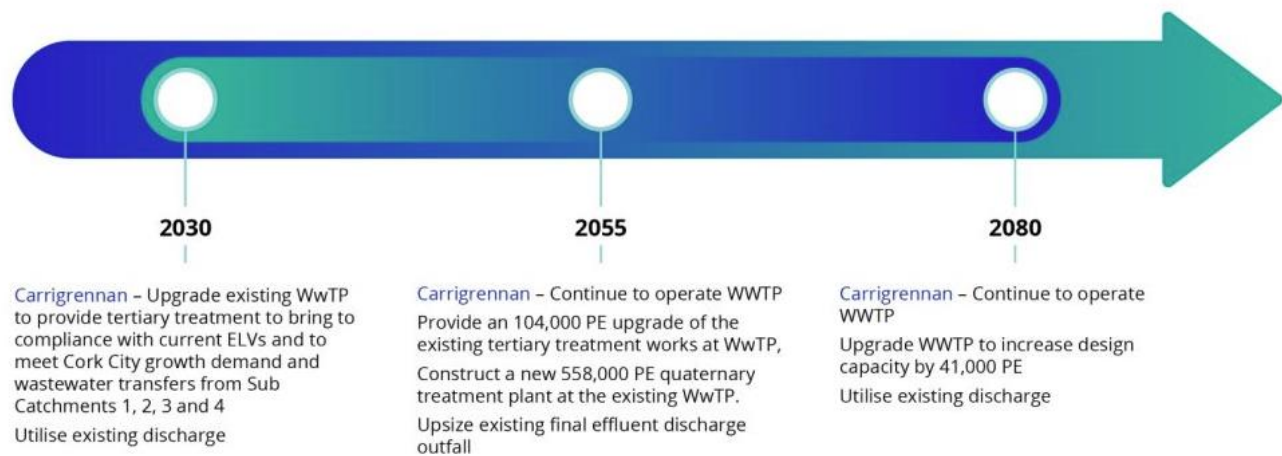 2030
Carrigrennan – Upgrade existing WwTP
to provide tertiary treatment to bring to
compliance with current ELVs and to
meet Cork City growth demand and
wastewater transfers from Sub
Catchments 1, 2, 3 and 4
Utilise existing discharge
2055
Carrigrennan – Continue to operate WWTP
Provide an 104,000 PE upgrade of the
existing tertiary treatment works at WwTP,
Construct a new 558,000 PE quaternary
treatment plant at the existing WwTP.
Upsize existing final effluent discharge
outfall
2080
Carrigrennan – Continue to operate
WWTP
Upgrade WWTP to increase design
capacity by 41,000 PE
Utilise existing discharge